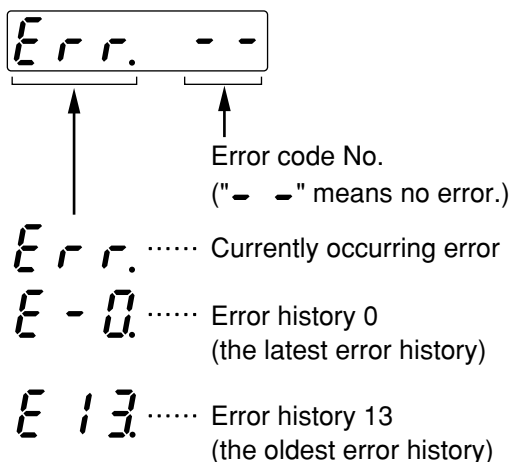 Err. --
Error code No.
("- -" means no error.)
Err. ...... Currently occurring error
E-0. ...... Error history 0
(the latest error history)
E13. ...... Error history 13
(the oldest error history)